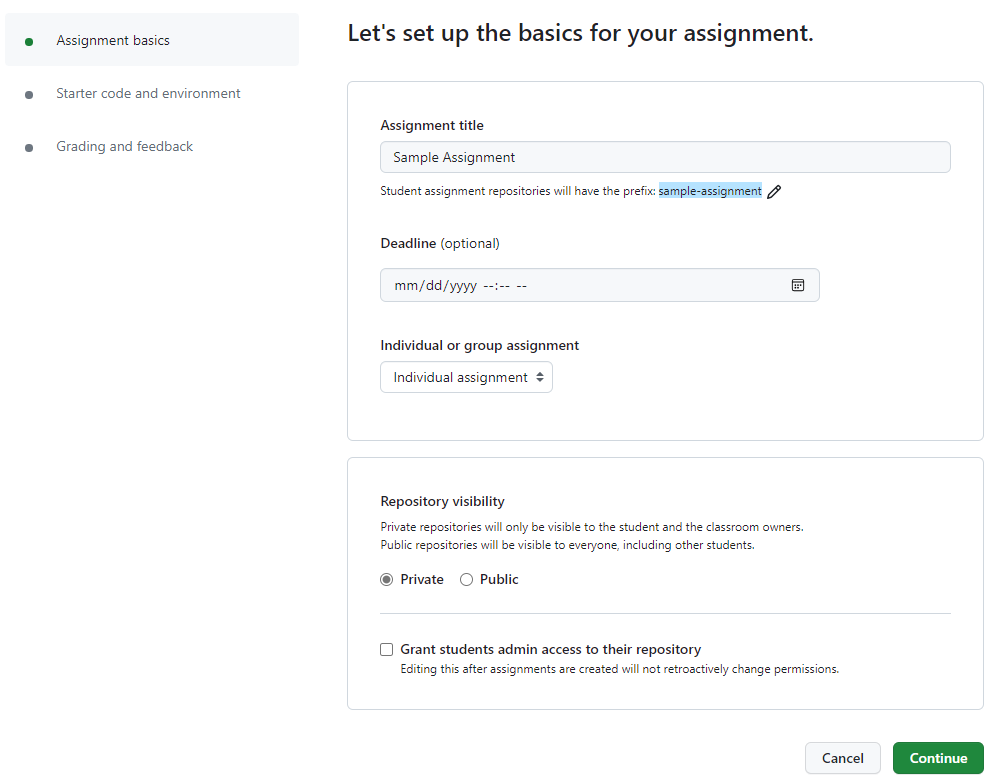 Assignment basics
Starter code and environment
Grading and feedback
Let's set up the basics for your assignment.
Assignment title
Sample Assignment
Student assignment repositories will have the prefix: sample-assignment
Deadline (optional)
mm/dd/yyyy --:-- --
Individual or group assignment
Individual assignment
Repository visibility
Private repositories will only be visible to the student and the classroom owners.
Public repositories will be visible to everyone, including other students.
Private Public
Grant students admin access to their repository
Editing this after assignments are created will not retroactively change permissions.
Cancel Continue